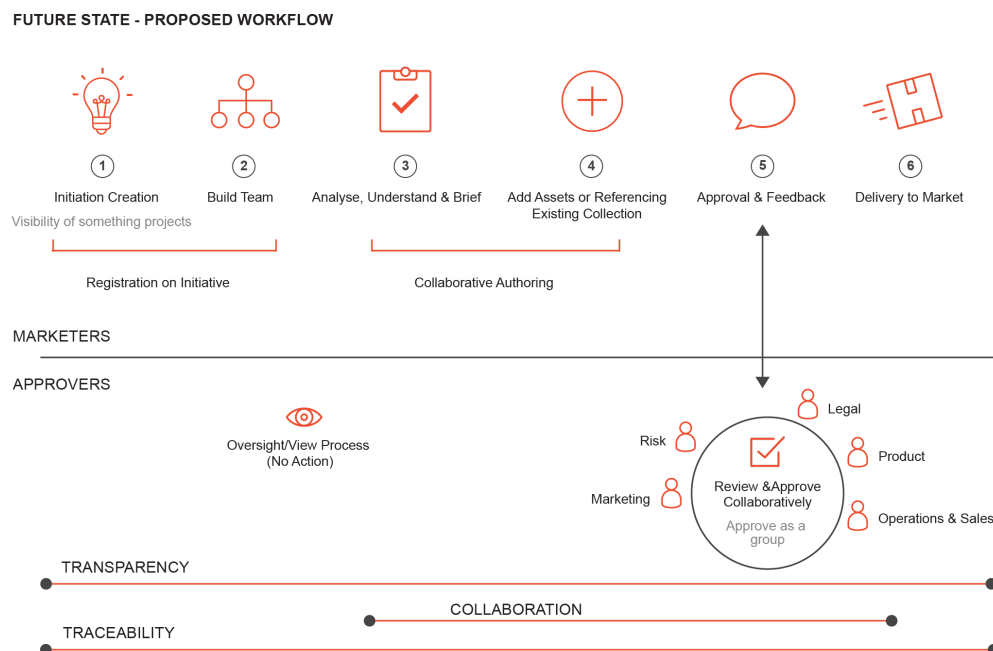 FUTURE STATE - PROPOSED WORKFLOW
1
2
3
4
5
6
Initiation Creation
Build Team
Analyse, Understand & Brief
Add Assets or Referencing
Existing Collection
Approval & Feedback
Delivery to Market
Visibility of something projects
Registration on Initiative
Collaborative Authoring
MARKETERS
APPROVERS
Oversight/View Process
(No Action)
Legal
Risk
Product
Marketing
Operations & Sales
Review &Approve
Collaboratively
Approve as a
group
TRANSPARENCY
COLLABORATION
TRACEABILITY